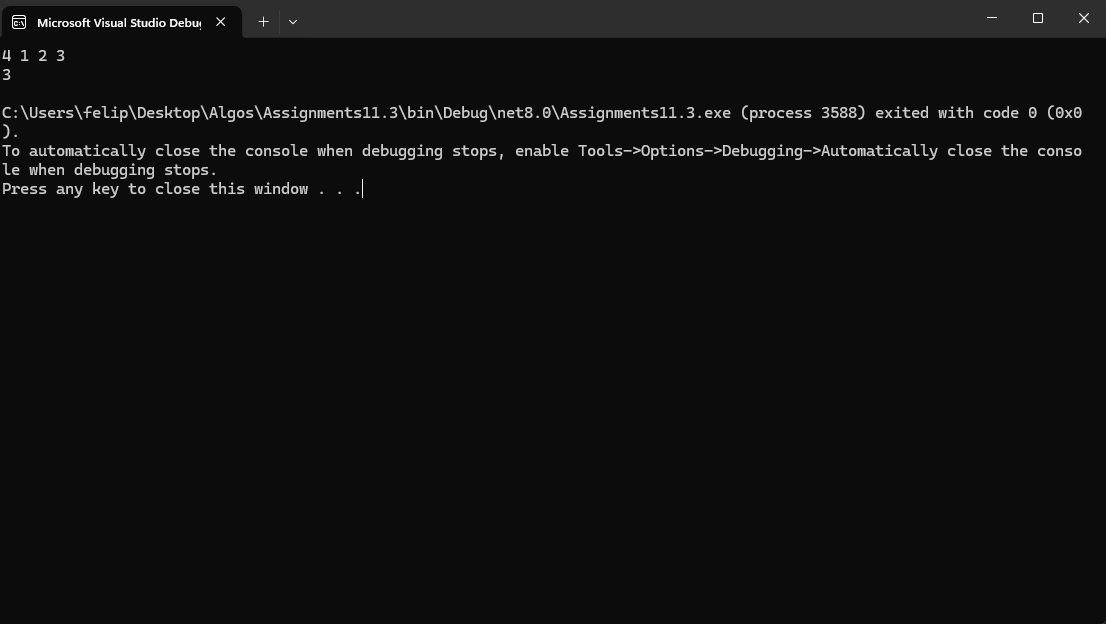 Microsoft Visual Studio Debu
4 1 2 3
3
C:\Users\felip\Desktop\Algos\Assignments11.3\bin\Debug\net8.0\Assignments11.3.exe (process 3588) exited with code 0 (0x0
).
To automatically close the console when debugging stops, enable Tools->Options->Debugging->Automatically close the conso
le when debugging stops.
Press any key to close this window . . .